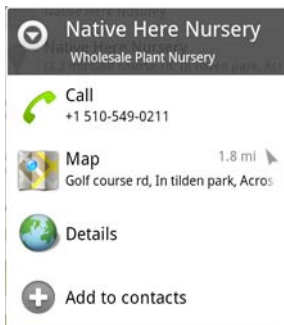 Native Here Nursery
Wholesale Plant Nursery
Call
+1 510-549-0211
Map
1.8 mi
Golf course rd, In tilden park, Acros
Details
Add to contacts